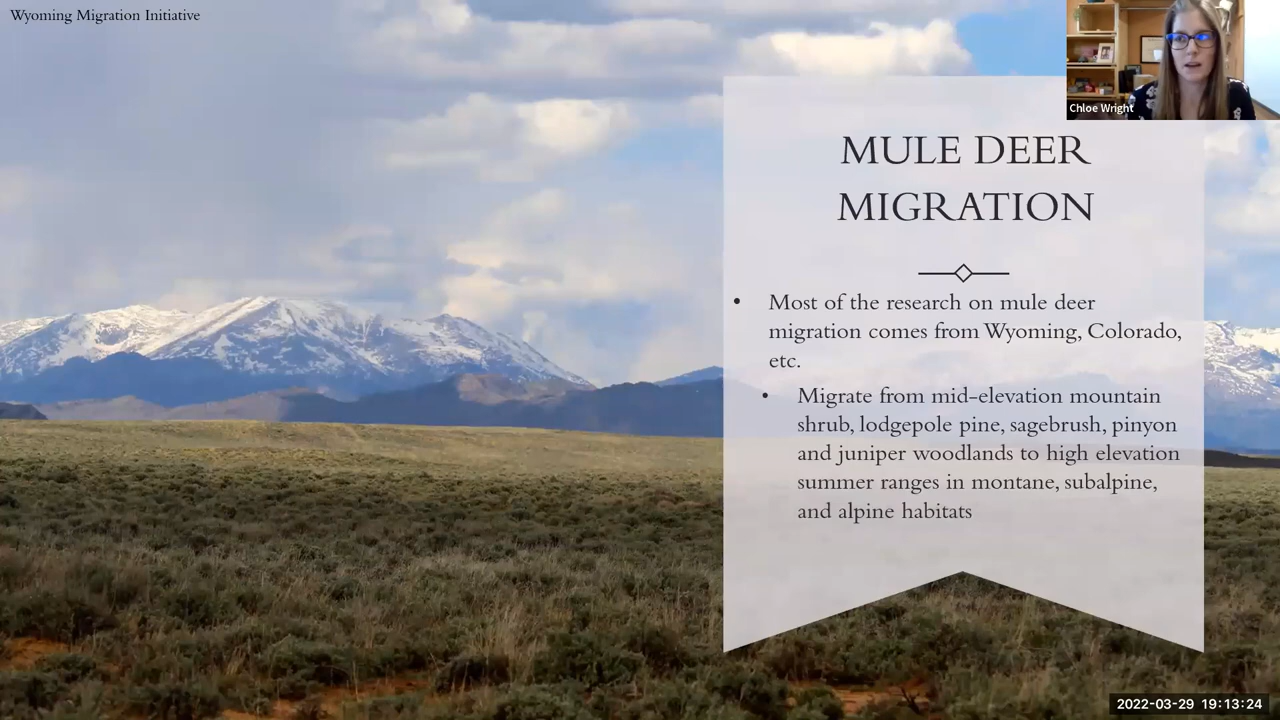 Wyoming Migration Initiative
Chloe Wright
MULE DEER
MIGRATION
• Most of the research on mule deer
migration comes from Wyoming, Colorado,
etc.
• Migrate from mid-elevation mountain
shrub, lodgepole pine, sagebrush, pinyon
and juniper woodlands to high elevation
summer ranges in montane, subalpine,
and alpine habitats
2022-03-29 19:13:24